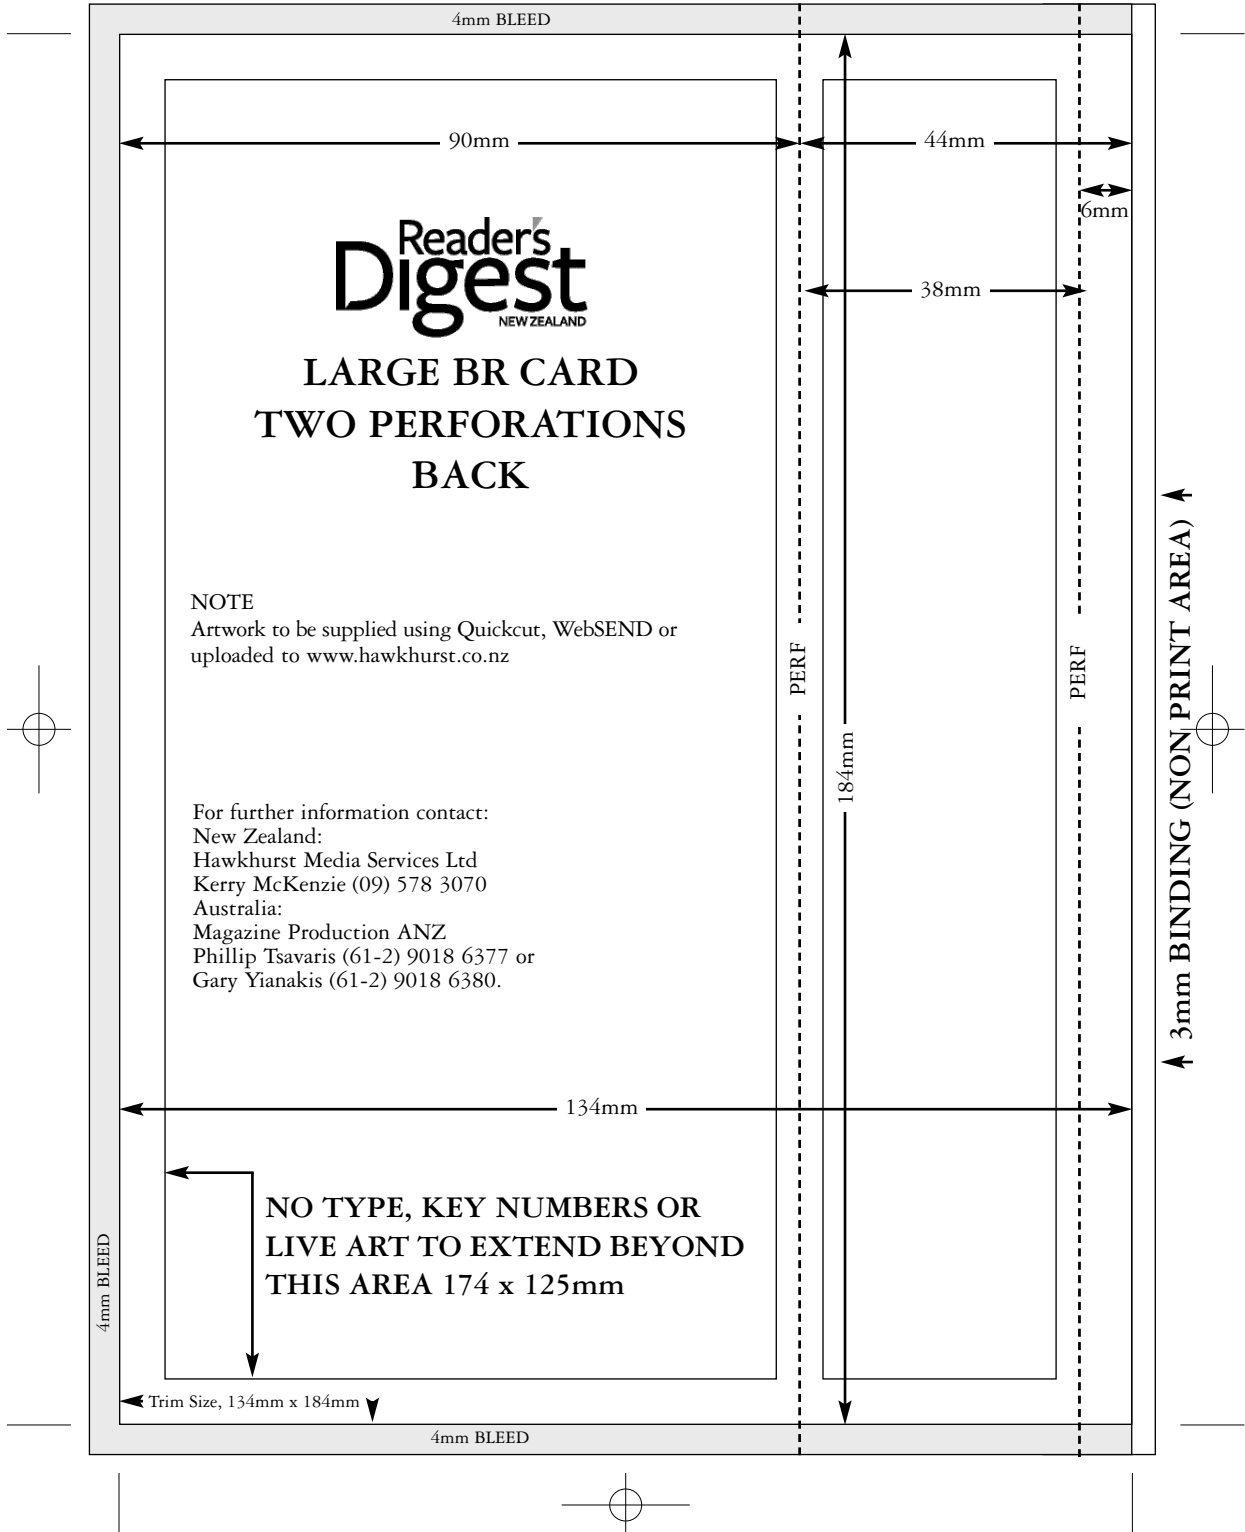 4mm BLEED
90mm
44mm
6mm
38mm
Reader's
Digest
NEW ZEALAND
LARGE BR CARD
TWO PERFORATIONS
BACK
NOTE
Artwork to be supplied using Quickcut, WebSEND or
uploaded to www.hawkhurst.co.nz
PERF
PERF
184mm
3mm BINDING (NON PRINT AREA)
For further information contact:
New Zealand:
Hawkhurst Media Services Ltd
Kerry McKenzie (09) 578 3070
Australia:
Magazine Production ANZ
Phillip Tsavaris (61-2) 9018 6377 or
Gary Yianakis (61-2) 9018 6380.
134mm
NO TYPE, KEY NUMBERS OR
LIVE ART TO EXTEND BEYOND
THIS AREA 174 x 125mm
4mm BLEED
Trim Size, 134mm x 184mm
4mm BLEED